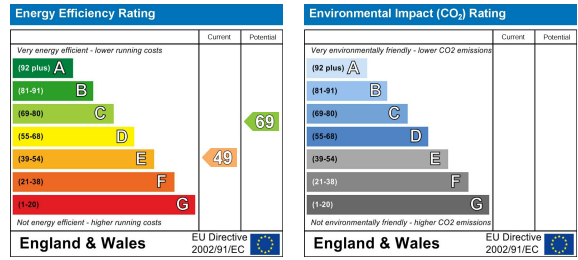 Energy Efficiency Rating
Current Potential
Very energy efficient - lower running costs
(92 plus) A
(81-91) B
(69-80) C
(55-68) D
(39-54) E
(21-38) F
(1-20) G
49
69
Not energy efficient - higher running costs
England & Wales
EU Directive
2002/91/EC
Environmental Impact (CO₂) Rating
Current Potential
Very environmentally friendly - lower CO2 emissions
(92 plus) A
(81-91) B
(69-80) C
(55-68) D
(39-54) E
(21-38) F
(1-20) G
Not environmentally friendly - higher CO2 emissions
England & Wales
EU Directive
2002/91/EC